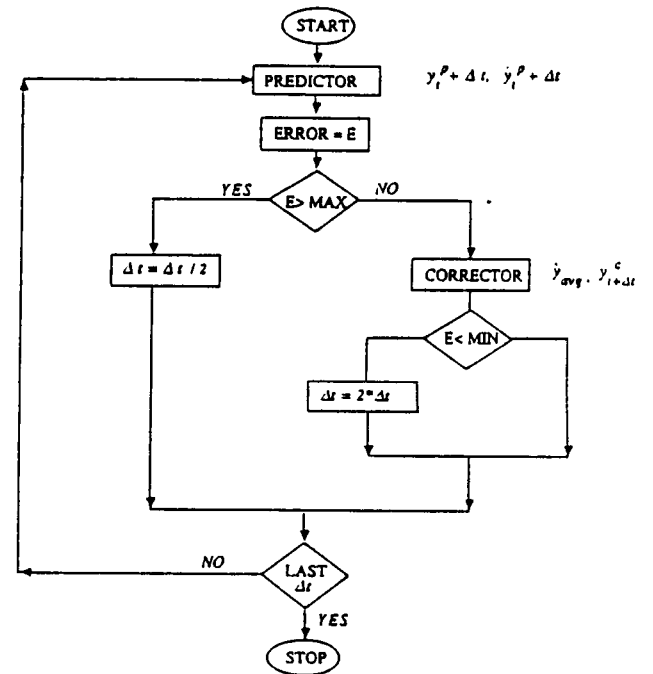 START
PREDICTOR
y_t^P + Δt, ẏ_t^P + Δt
ERROR = E
YES
NO
E> MAX
Δt = Δt / 2
CORRECTOR
ẏ_avg, y_{t+Δt}^c
E< MIN
Δt = 2*Δt
NO
LAST
Δt
YES
STOP